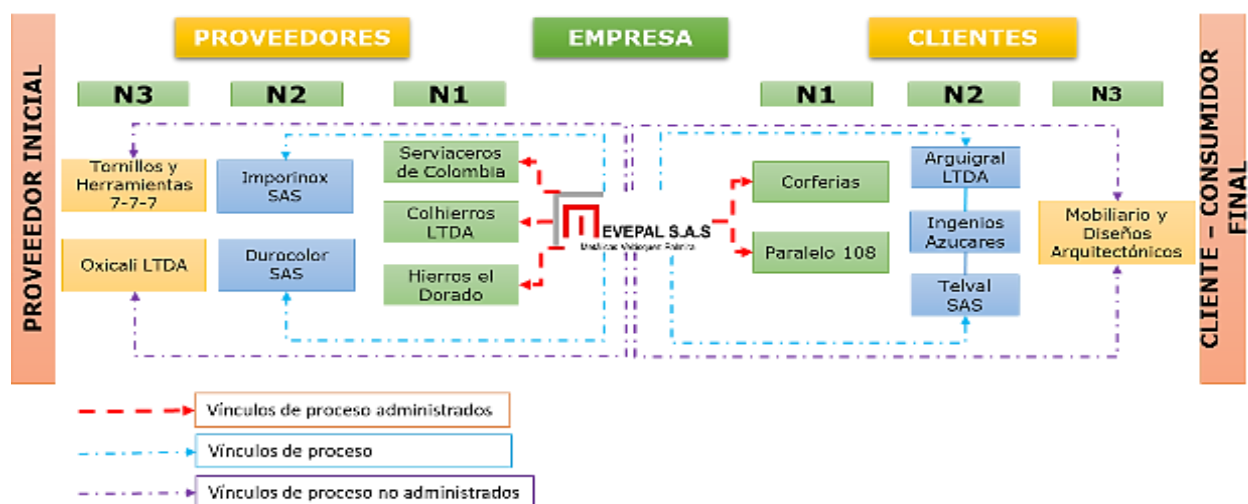 PROVEEDORES
EMPRESA
CLIENTES
PROVEEEDOR INICIAL
N3
N2
N1
N1
N2
N3
CLIENTE – CONSUMIDOR
FINAL
Tornillos y
Herramientas
7-7-7
Oxicali LTDA
Imporinox
SAS
Durocolor
SAS
Serviaceros
de Colombia
Colhierros
LTDA
Hierros el
Dorado
EVEPAL S.A.S
Corferias
Paralelo 108
Arguigral
LTDA
Ingenios
Azucares
Telval
SAS
Mobiliario y
Diseños
Arquitectónicos
Vínculos de proceso administrados
Vínculos de proceso
Vínculos de proceso no administrados